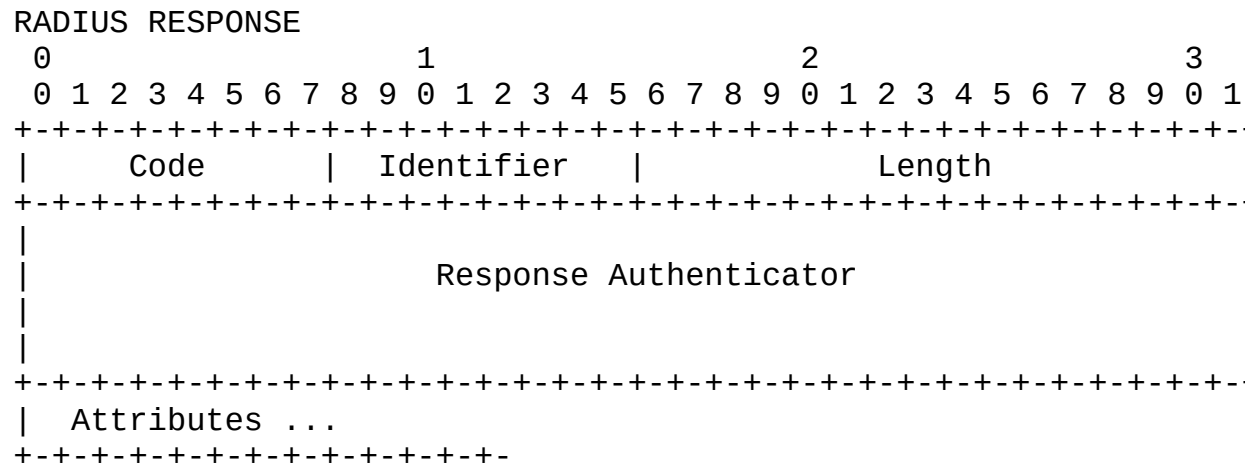 RADIUS RESPONSE
 0                   1                   2                   3
 0 1 2 3 4 5 6 7 8 9 0 1 2 3 4 5 6 7 8 9 0 1 2 3 4 5 6 7 8 9 0 1
+-+-+-+-+-+-+-+-+-+-+-+-+-+-+-+-+-+-+-+-+-+-+-+-+-+-+-+-+-+-+-+-
|     Code      |  Identifier   |            Length
+-+-+-+-+-+-+-+-+-+-+-+-+-+-+-+-+-+-+-+-+-+-+-+-+-+-+-+-+-+-+-+-
|
|                     Response Authenticator
|
|
+-+-+-+-+-+-+-+-+-+-+-+-+-+-+-+-+-+-+-+-+-+-+-+-+-+-+-+-+-+-+-+-
|  Attributes ...
+-+-+-+-+-+-+-+-+-+-+-+-+-